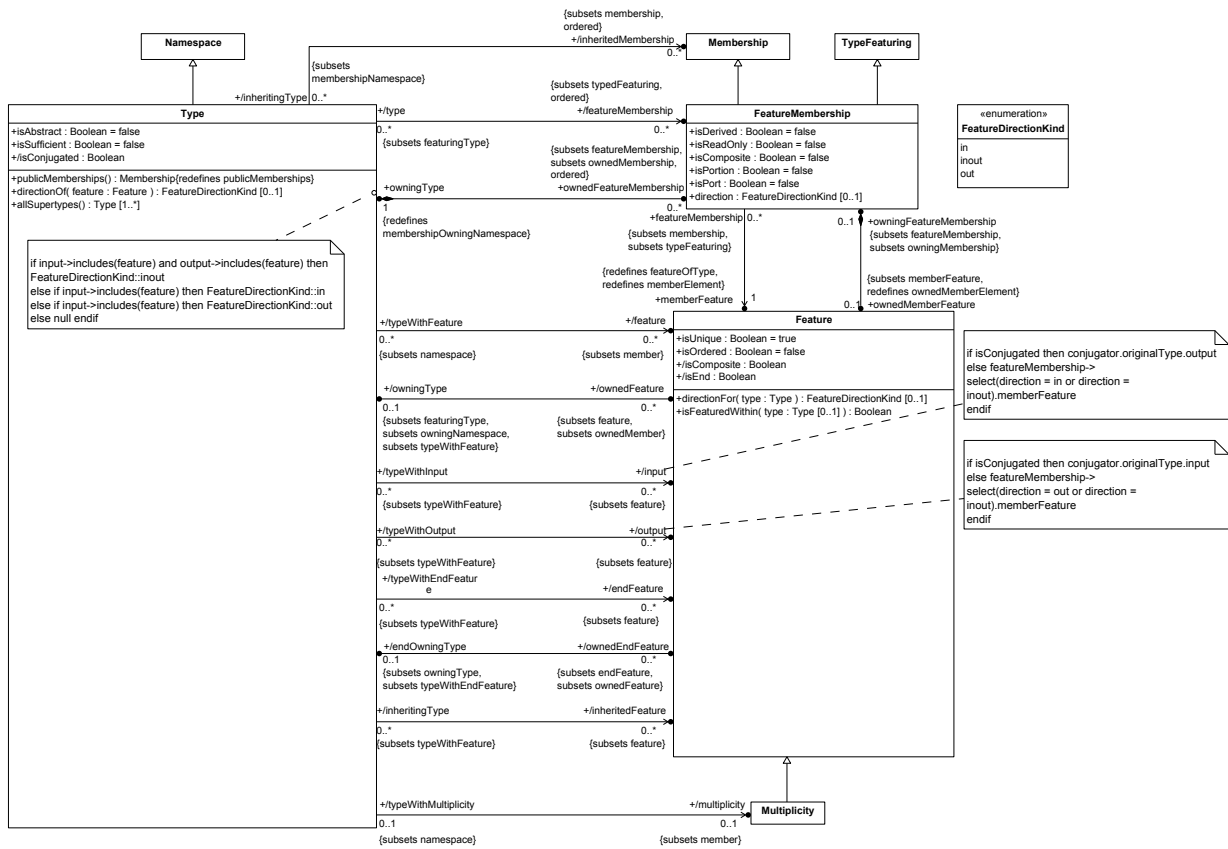 {subsets membership,
ordered}
+/inheritedMembership
0..*
Namespace
Membership
TypeFeaturing
{subsets
membershipNamespace}
+/inheritingType
0..*
Type
+isAbstract : Boolean = false
+isSufficient : Boolean = false
+/isConjugated : Boolean
+publicMemberships() : Membership{redefines publicMemberships}
+directionOf( feature : Feature ) : FeatureDirectionKind [0..1]
+allSupertypes() : Type [1..*]
if input->includes(feature) and output->includes(feature) then
FeatureDirectionKind::inout
else if input->includes(feature) then FeatureDirectionKind::in
else if input->includes(feature) then FeatureDirectionKind::out
else null endif
{subsets typedFeaturing,
ordered}
+/type
+/featureMembership
0..*
0..*
{subsets featuringType}
{subsets featureMembership,
subsets ownedMembership,
ordered}
+owningType
+ownedFeatureMembership
1
0..*
{redefines
membershipOwningNamespace}
FeatureMembership
+isDerived : Boolean = false
+isReadOnly : Boolean = false
+isComposite : Boolean = false
+isPortion : Boolean = false
+isPort : Boolean = false
+direction : FeatureDirectionKind [0..1]
«enumeration»
FeatureDirectionKind
in
inout
out
+featureMembership
0..*
{subsets membership,
subsets typeFeaturing}
0..1
+owningFeatureMembership
{subsets featureMembership,
subsets owningMembership}
{redefines featureOfType,
redefines memberElement}
+memberFeature
1
{subsets memberFeature,
redefines ownedMemberElement}
0..1
+ownedMemberFeature
Feature
+isUnique : Boolean = true
+isOrdered : Boolean = false
+/isComposite : Boolean
+/isEnd : Boolean
+directionFor( type : Type ) : FeatureDirectionKind [0..1]
+isFeaturedWithin( type : Type [0..1] ) : Boolean
+/typeWithFeature
+/feature
0..*
0..*
{subsets namespace}
{subsets member}
+/owningType
+/ownedFeature
0..1
0..*
{subsets featuringType,
subsets owningNamespace,
subsets typeWithFeature}
{subsets feature,
subsets ownedMember}
+/typeWithInput
+/input
0..*
0..*
{subsets typeWithFeature}
{subsets feature}
+/typeWithOutput
+/output
0..*
0..*
{subsets typeWithFeature}
{subsets feature}
+/typeWithEndFeatur
e
+/endFeature
0..*
0..*
{subsets typeWithFeature}
{subsets feature}
+/endOwningType
+/ownedEndFeature
0..1
0..*
{subsets owningType,
subsets typeWithEndFeature}
{subsets endFeature,
subsets ownedFeature}
+/inheritingType
+/inheritedFeature
0..*
0..*
{subsets typeWithFeature}
{subsets feature}
+/typeWithMultiplicity
+/multiplicity
0..1
0..1
{subsets namespace}
{subsets member}
Multiplicity
if isConjugated then conjugator.originalType.output
else featureMembership->
select(direction = in or direction =
inout).memberFeature
endif
if isConjugated then conjugator.originalType.input
else featureMembership->
select(direction = out or direction =
inout).memberFeature
endif